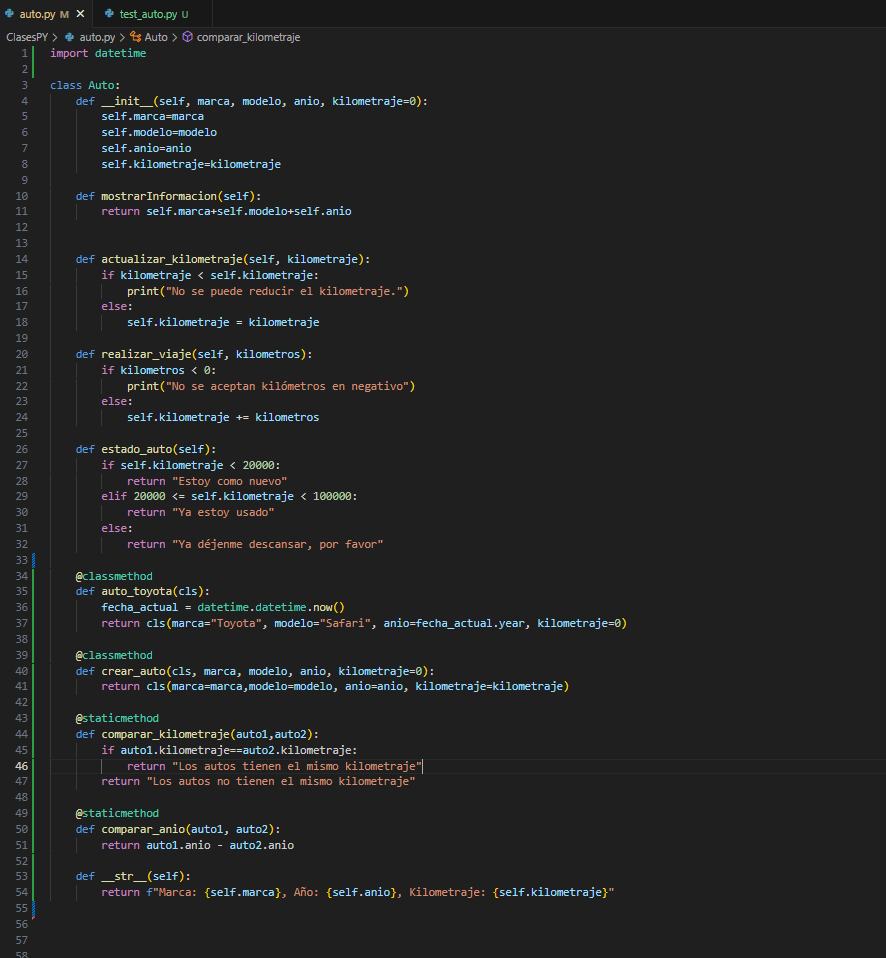 auto.py M ×  test_auto.py U
ClasesPY > auto.py > Auto > comparar_kilometraje
1 import datetime
2
3 class Auto:
4     def __init__(self, marca, modelo, anio, kilometraje=0):
5         self.marca=marca
6         self.modelo=modelo
7         self.anio=anio
8         self.kilometraje=kilometraje
9
10     def mostrarInformacion(self):
11         return self.marca+self.modelo+self.anio
12
13
14     def actualizar_kilometraje(self, kilometraje):
15         if kilometraje < self.kilometraje:
16             print("No se puede reducir el kilometraje.")
17         else:
18             self.kilometraje = kilometraje
19
20     def realizar_viaje(self, kilometros):
21         if kilometros < 0:
22             print("No se aceptan kilómetros en negativo")
23         else:
24             self.kilometraje += kilometros
25
26     def estado_auto(self):
27         if self.kilometraje < 20000:
28             return "Estoy como nuevo"
29         elif 20000 <= self.kilometraje < 100000:
30             return "Ya estoy usado"
31         else:
32             return "Ya déjenme descansar, por favor"
33
34     @classmethod
35     def auto_toyota(cls):
36         fecha_actual = datetime.datetime.now()
37         return cls(marca="Toyota", modelo="Safari", anio=fecha_actual.year, kilometraje=0)
38
39     @classmethod
40     def crear_auto(cls, marca, modelo, anio, kilometraje=0):
41         return cls(marca=marca,modelo=modelo, anio=anio, kilometraje=kilometraje)
42
43     @staticmethod
44     def comparar_kilometraje(auto1,auto2):
45         if auto1.kilometraje==auto2.kilometraje:
46             return "Los autos tienen el mismo kilometraje"
47         return "Los autos no tienen el mismo kilometraje"
48
49     @staticmethod
50     def comparar_anio(auto1, auto2):
51         return auto1.anio - auto2.anio
52
53     def __str__(self):
54         return f"Marca: {self.marca}, Año: {self.anio}, Kilometraje: {self.kilometraje}"
55
56
57
58